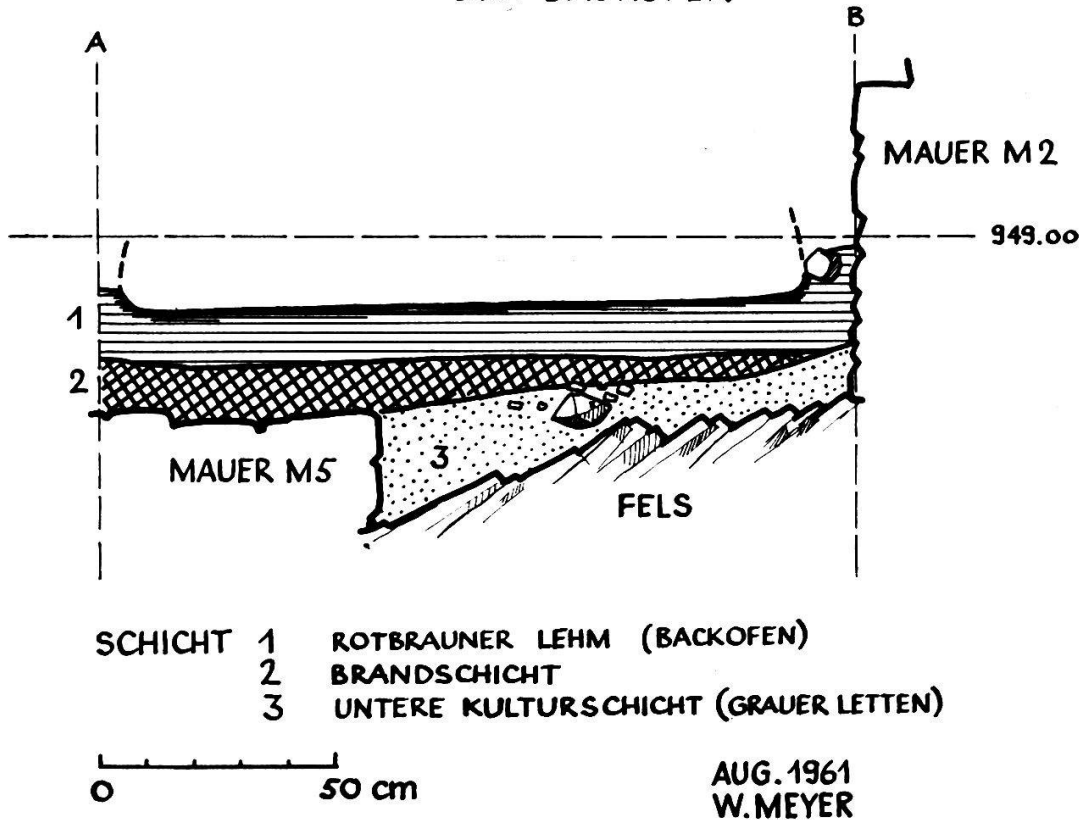 A
B
MAUER M2
949.00
1
2
MAUER M5
3
FELS
SCHICHT 1 ROTBRAUNER LEHM (BACKOFEN)
2 BRANDSCHICHT
3 UNTERE KULTURSCHICHT (GRAUER LETTEN)
0 50 cm
AUG. 1961
W. MEYER